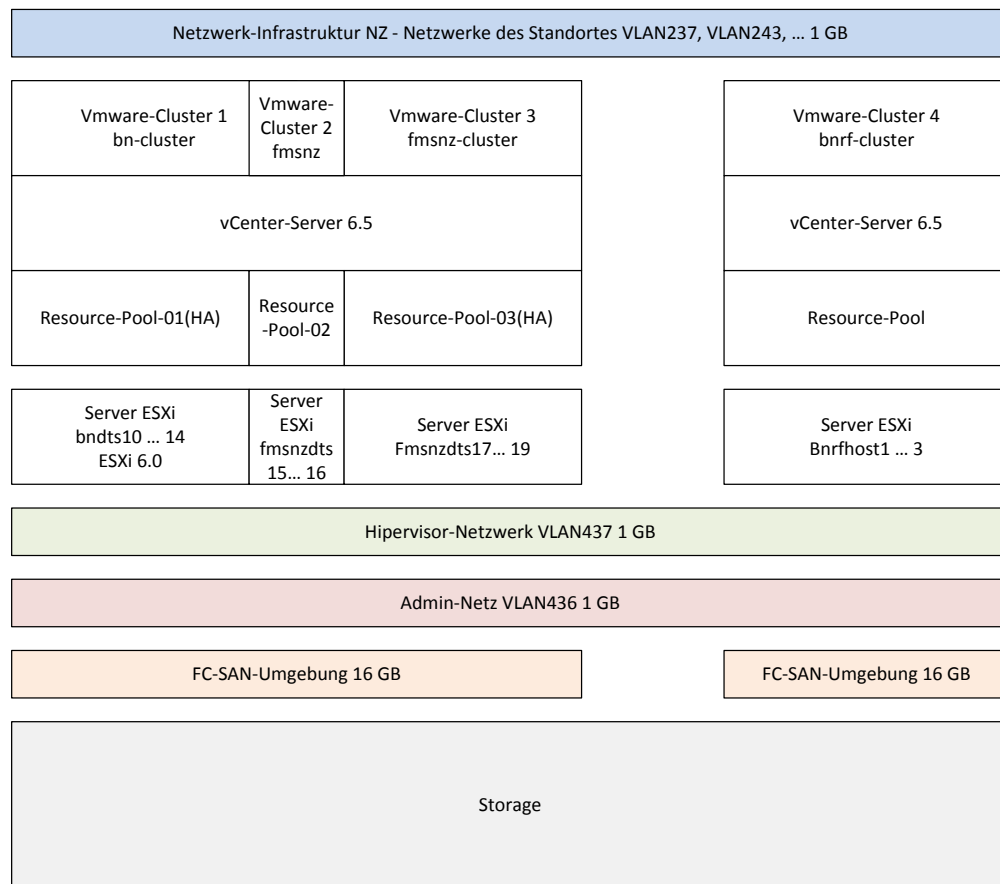 Netzwerk-Infrastruktur NZ - Netzwerke des Standortes VLAN237, VLAN243, … 1 GB
Vmware-Cluster 1
bn-cluster
Vmware-
Cluster 2
fmsnz
Vmware-Cluster 3
fmsnz-cluster
Vmware-Cluster 4
bnrf-cluster
vCenter-Server 6.5
vCenter-Server 6.5
Resource-Pool-01(HA)
Resource
-Pool-02
Resource-Pool-03(HA)
Resource-Pool
Server ESXi
bndts10 … 14
ESXi 6.0
Server
ESXi
fmsnzdts
15… 16
Server ESXi
Fmsnzdts17… 19
Server ESXi
Bnrfhost1 … 3
Hipervisor-Netzwerk VLAN437 1 GB
Admin-Netz VLAN436 1 GB
FC-SAN-Umgebung 16 GB
FC-SAN-Umgebung 16 GB
Storage